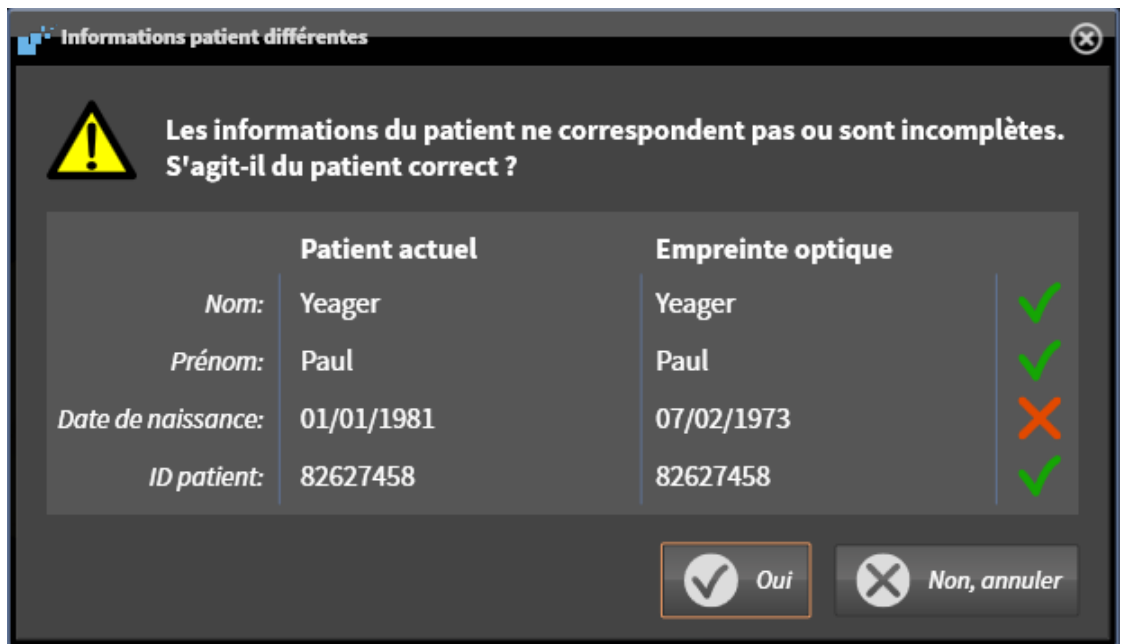 Informations patient différentes
Les informations du patient ne correspondent pas ou sont incomplètes.
S'agit-il du patient correct ?
Patient actuel Empreinte optique
Nom: Yeager Yeager
Prénom: Paul Paul
Date de naissance: 01/01/1981 07/02/1973
ID patient: 82627458 82627458
Oui Non, annuler